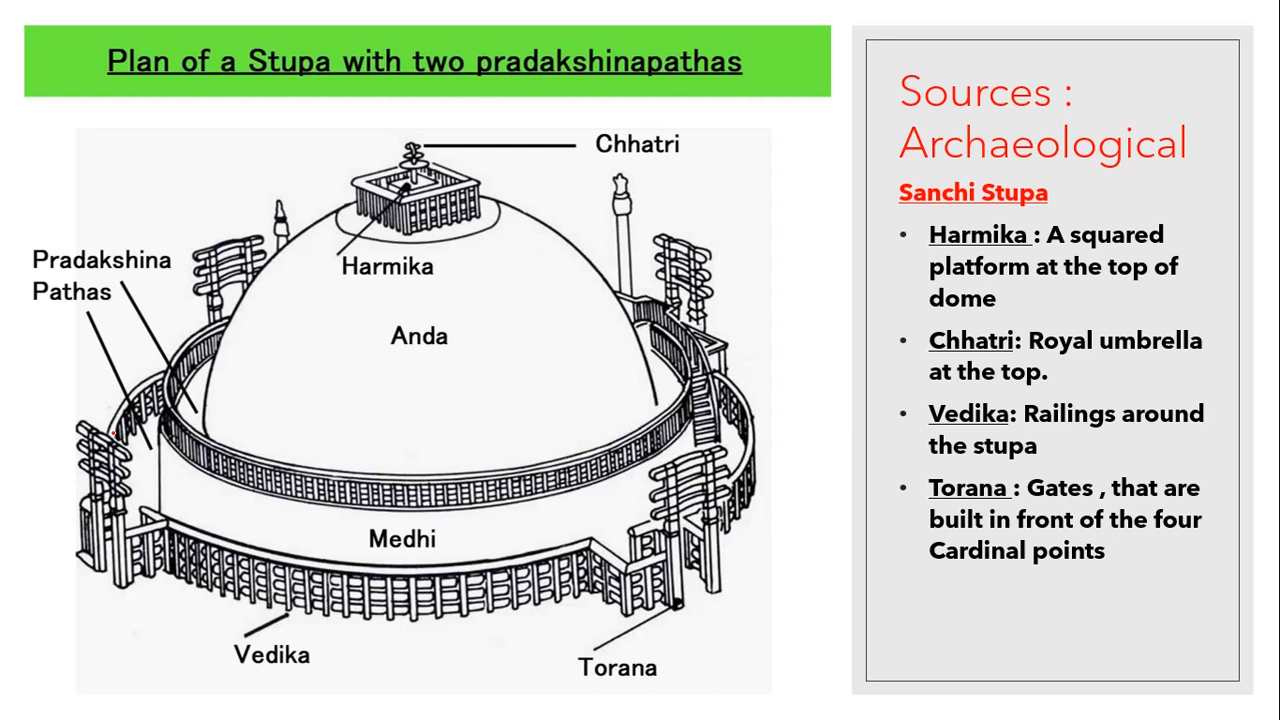 Plan of a Stupa with two pradakshinapathas
Chhatri
Harmika
Pradakshina
Pathas
Anda
Medhi
Vedika
Torana
Sources :
Archaeological
Sanchi Stupa
• Harmika : A squared
platform at the top of
dome
• Chhatri: Royal umbrella
at the top.
• Vedika: Railings around
the stupa
• Torana : Gates , that are
built in front of the four
Cardinal points